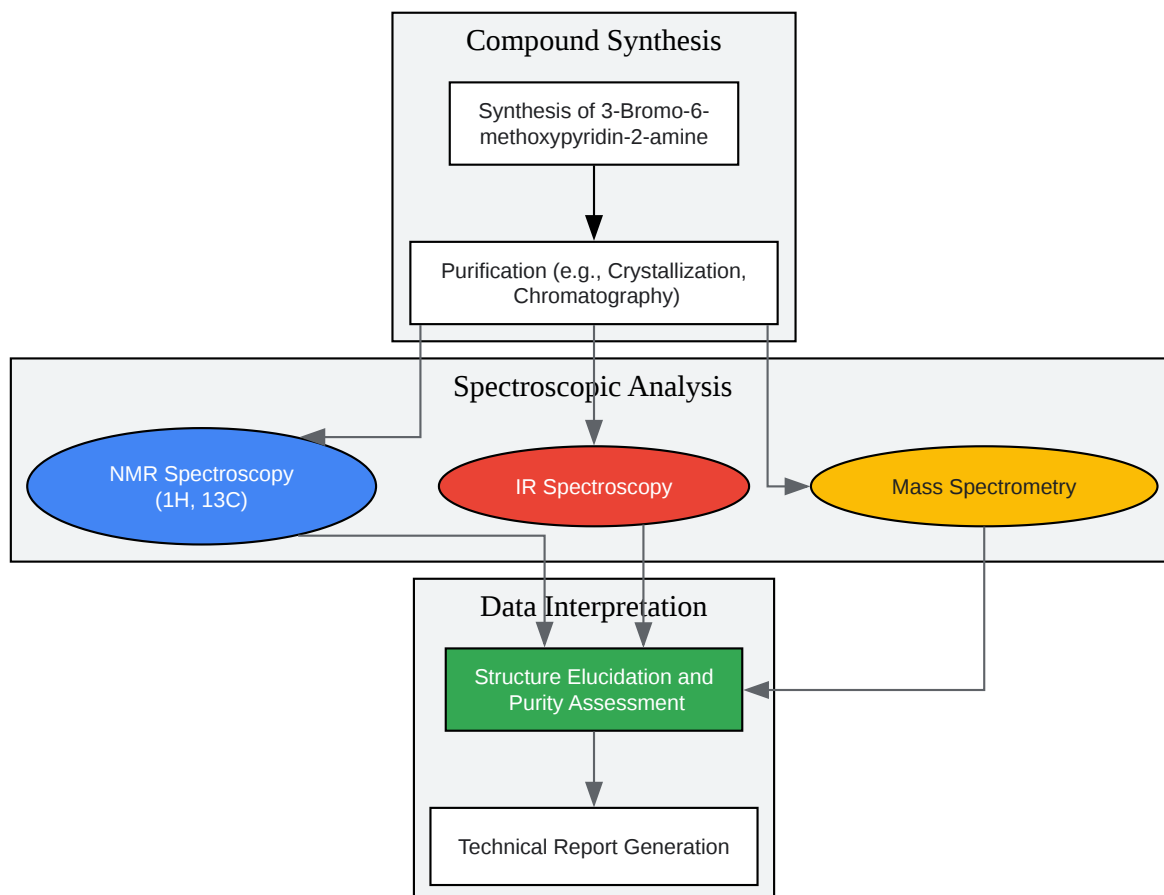 Compound Synthesis
Synthesis of 3-Bromo-6-
methoxypyridin-2-amine
Purification (e.g., Crystallization,
Chromatography)
Spectroscopic Analysis
NMR Spectroscopy
(1H, 13C)
IR Spectroscopy
Mass Spectrometry
Data Interpretation
Structure Elucidation and
Purity Assessment
Technical Report Generation